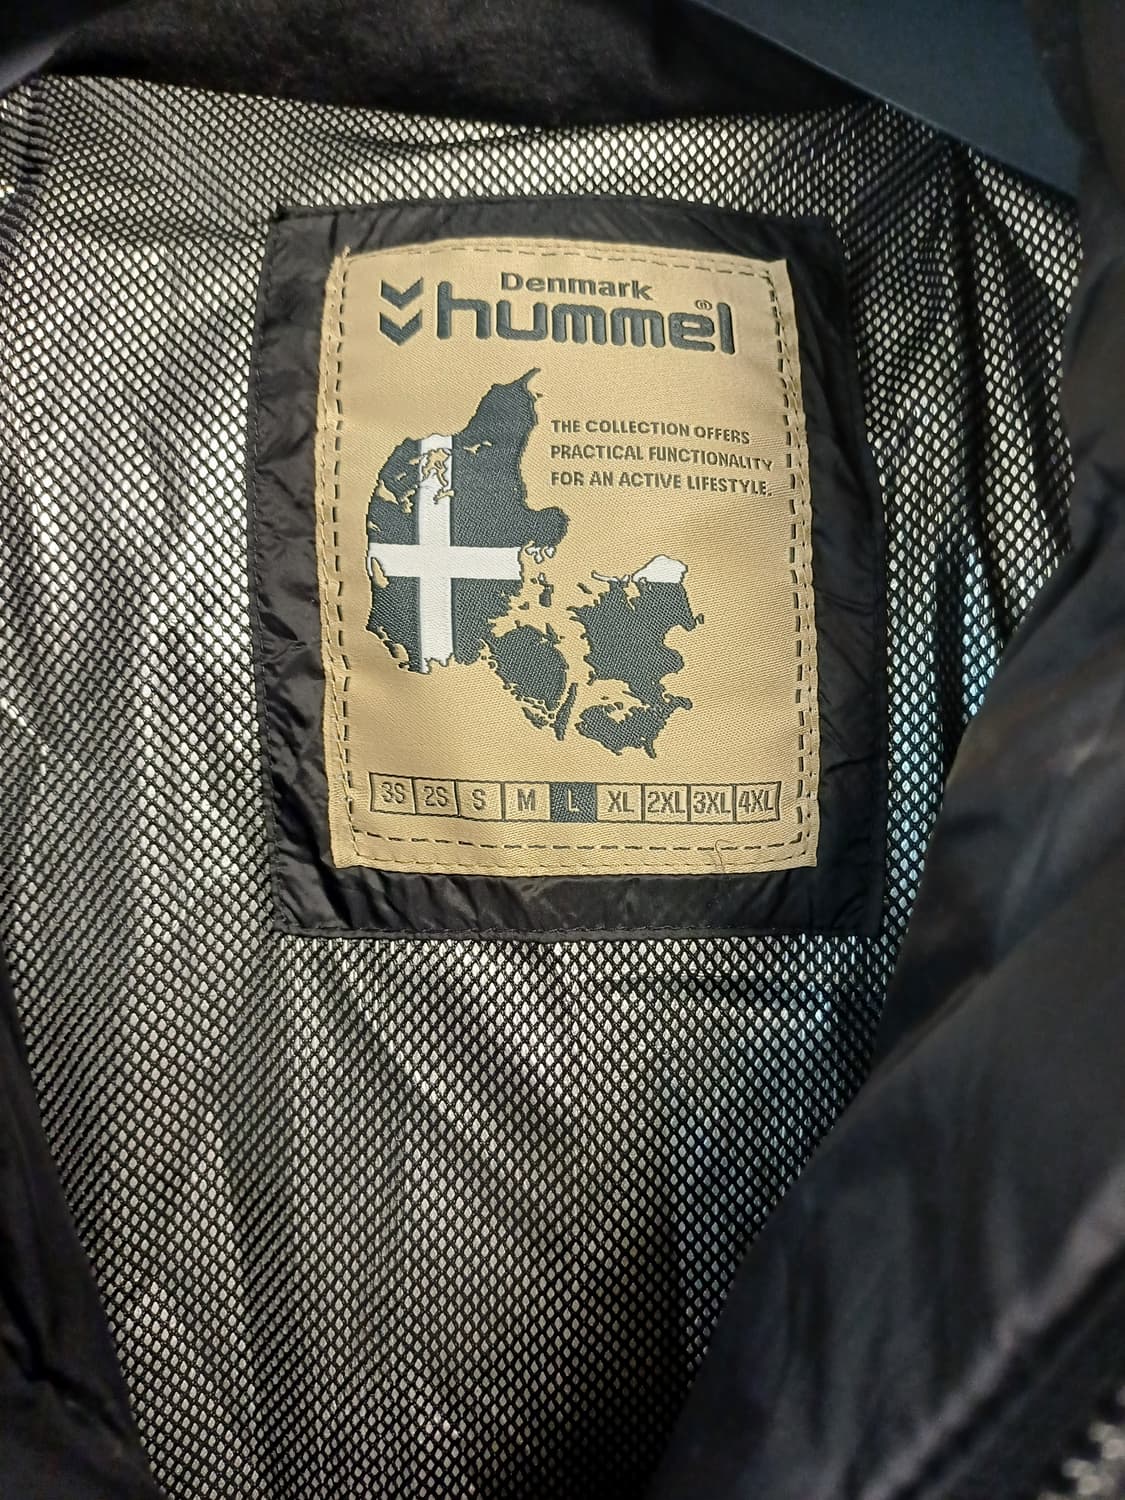 Denmark
hummel®
THE COLLECTION OFFERS
PRACTICAL FUNCTIONALITY
FOR AN ACTIVE LIFESTYLE.
3S 2S S M L XL 2XL 3XL 4XL